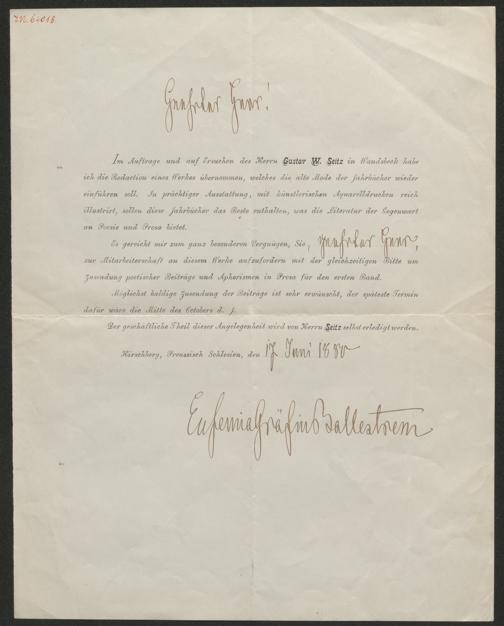 Geehrter Herr!
Im Auftrage und auf Ersuchen des Herrn Gustav W. Seitz in Wandsbeck habe
ich die Redaction eines Werkes übernommen, welches die alte Mode der Jahrbücher wieder
einführen soll. In prächtiger Ausstattung, mit künstlerischen Aquarelldrucken reich
illustrirt, sollen diese Jahrbücher das Beste enthalten, was die Literatur der Gegenwart
an Poesie und Prosa bietet.
Es gereicht mir zum ganz besonderen Vergnügen, Sie, geehrter Herr,
zur Mitarbeiterschaft an diesem Werke aufzufordern mit der gleichzeitigen Bitte um
Zusendung poetischer Beiträge und Aphorismen in Prosa für den ersten Band.
Möglichst baldige Zusendung der Beiträge ist sehr erwünscht, der späteste Termin
dafür wäre die Mitte des Octobers d. J.
Der geschäftliche Theil dieser Angelegenheit wird von Herrn Seitz selbst erledigt werden.
Hirschberg, Preussisch Schlesien, den 17 Juni 1880
Eufemia Gräfin Ballestrem